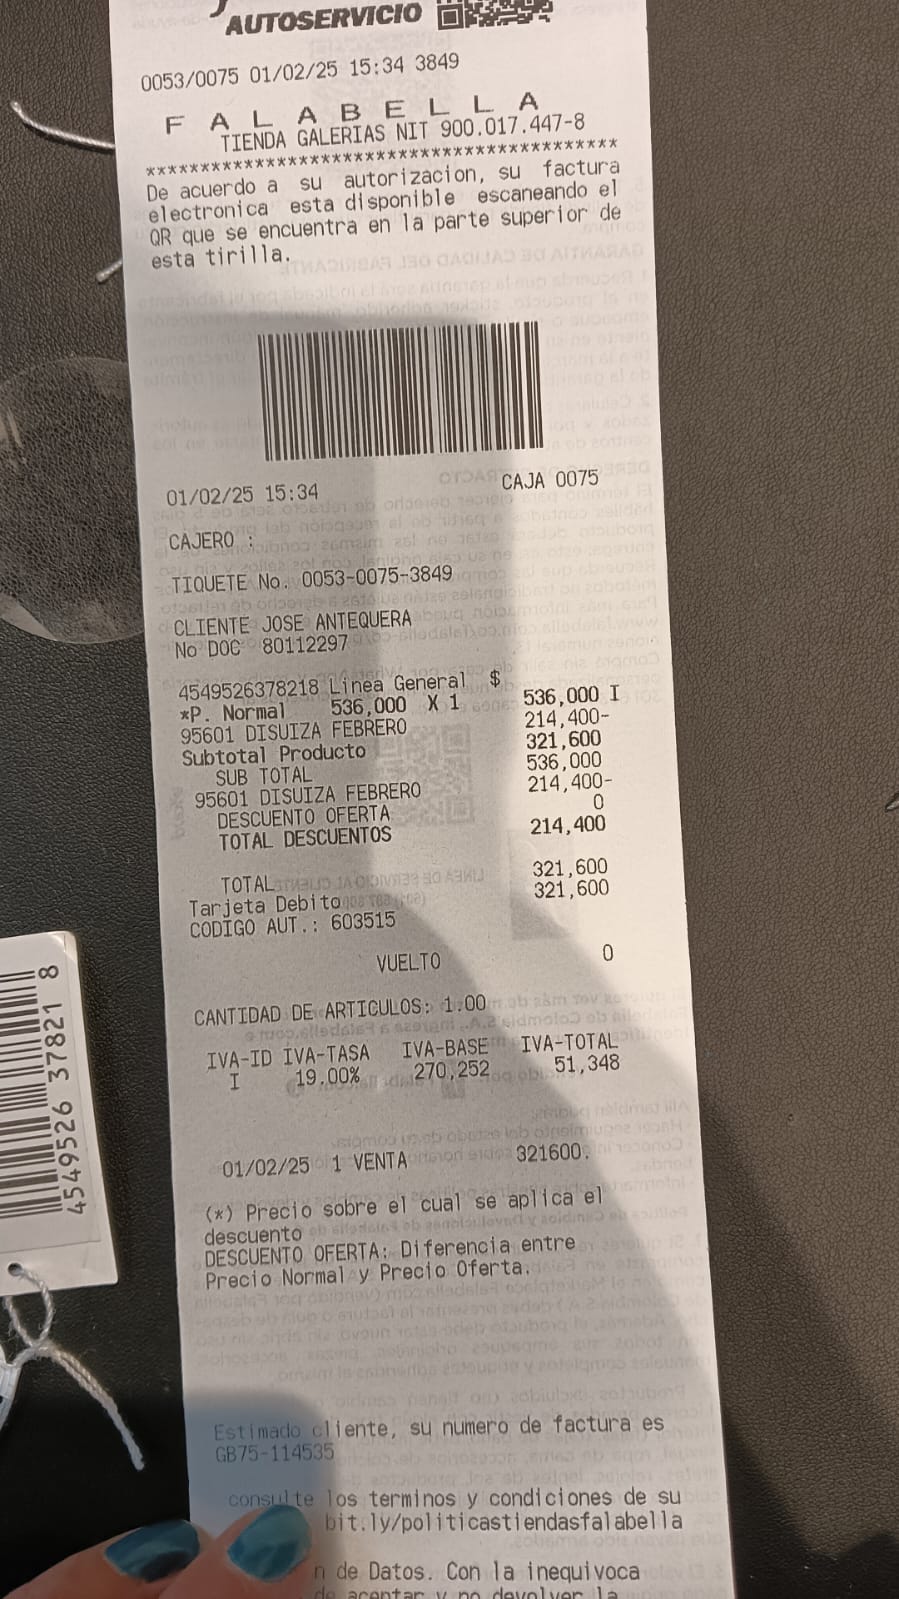 AUTOSERVICIO
0053/0075 01/02/25 15:34 3849
F A L A B E L L A
TIENDA GALERIAS NIT 900.017.447-8
*******************************************
De acuerdo a su autorizacion, su factura
electronica esta disponible escaneando el
QR que se encuentra en la parte superior de
esta tirilla.
01/02/25 15:34 CAJA 0075
CAJERO :
TIQUETE No. 0053-0075-3849
CLIENTE JOSE ANTEQUERA
No DOC 80112297
4549526378218 Linea General $ 536,000 I
*P. Normal 536,000 X 1
95601 DISUIZA FEBRERO 214,400-
Subtotal Producto 321,600
SUB TOTAL 536,000
95601 DISUIZA FEBRERO 214,400-
DESCUENTO OFERTA 0
TOTAL DESCUENTOS 214,400
TOTAL 321,600
Tarjeta Debito 321,600
CODIGO AUT.: 603515
VUELTO 0
CANTIDAD DE ARTICULOS: 1.00
IVA-ID IVA-TASA IVA-BASE IVA-TOTAL
I 19.00% 270,252 51,348
01/02/25 1 VENTA 321600.
(*) Precio sobre el cual se aplica el
descuento
DESCUENTO OFERTA: Diferencia entre
Precio Normal y Precio Oferta.
Estimado cliente, su numero de factura es
GB75-114535
consulte los terminos y condiciones de su
bit.ly/politicastiendasfalabella
de Datos. Con la inequivoca
de aceptar y no devolver la
4549526 37821 8